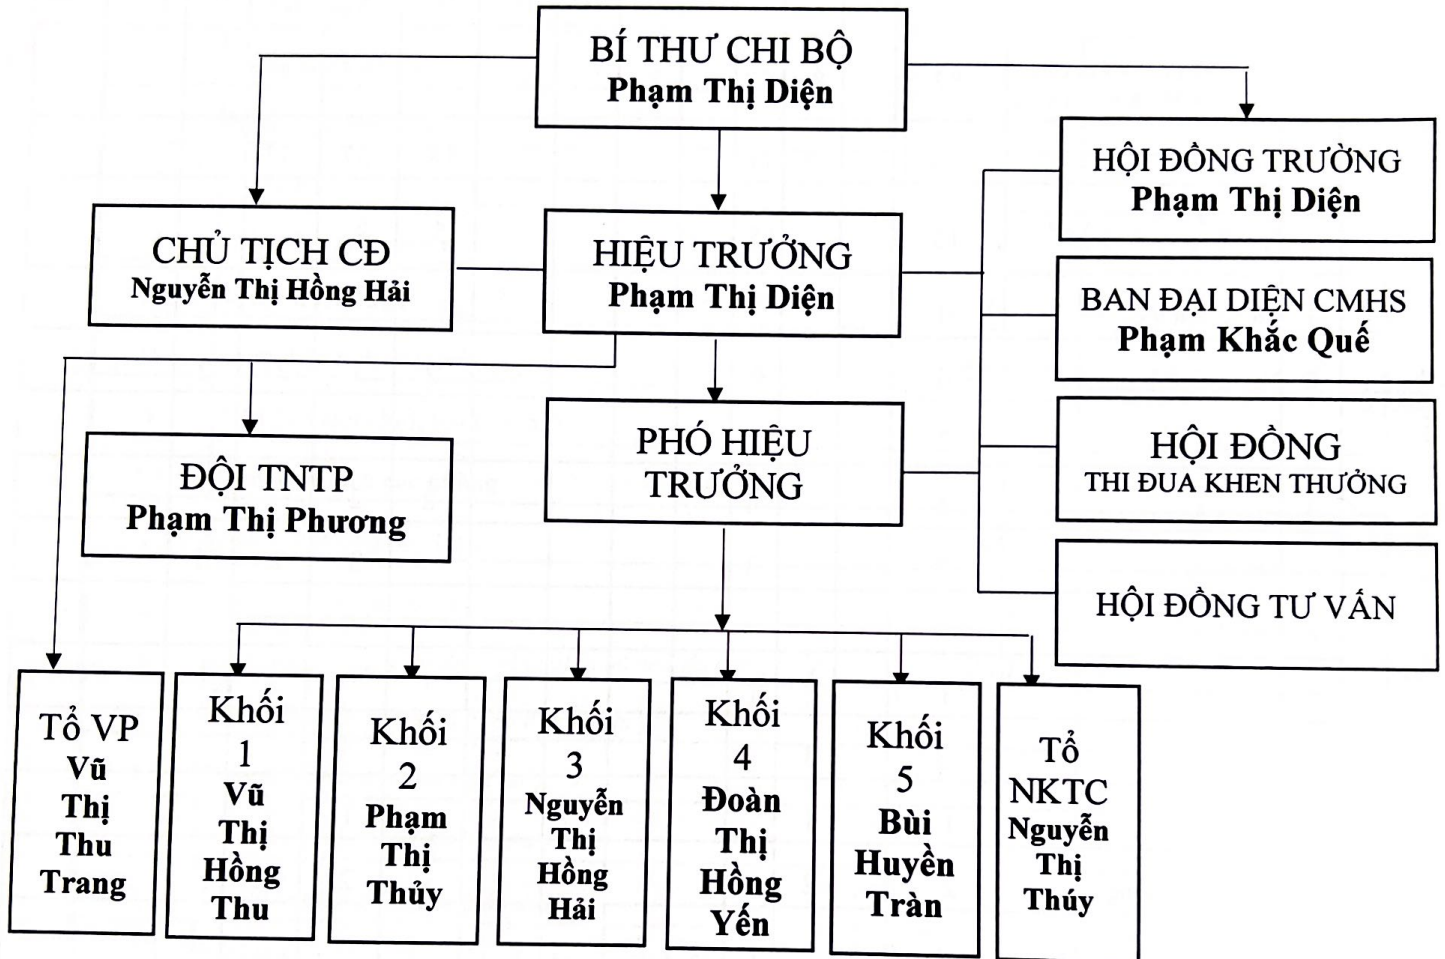 BÍ THƯ CHI BỘ
Phạm Thị Diện
HỘI ĐỒNG TRƯỜNG
Phạm Thị Diện
CHỦ TỊCH CĐ
Nguyễn Thị Hồng Hải
HIỆU TRƯỞNG
Phạm Thị Diện
BAN ĐẠI DIỆN CMHS
Phạm Khắc Quế
PHÓ HIỆU
TRƯỞNG
HỘI ĐỒNG
THI ĐUA KHEN THƯỞNG
ĐỘI TNTP
Phạm Thị Phương
HỘI ĐỒNG TƯ VẤN
Tổ VP
Vũ
Thị
Thu
Trang
Khối
1
Vũ
Thị
Hồng
Thu
Khối
2
Phạm
Thị
Thủy
Khối
3
Nguyễn
Thị
Hồng
Hải
Khối
4
Đoàn
Thị
Hồng
Yến
Khối
5
Bùi
Huyền
Tràn
Tổ
NKTC
Nguyễn
Thị
Thúy